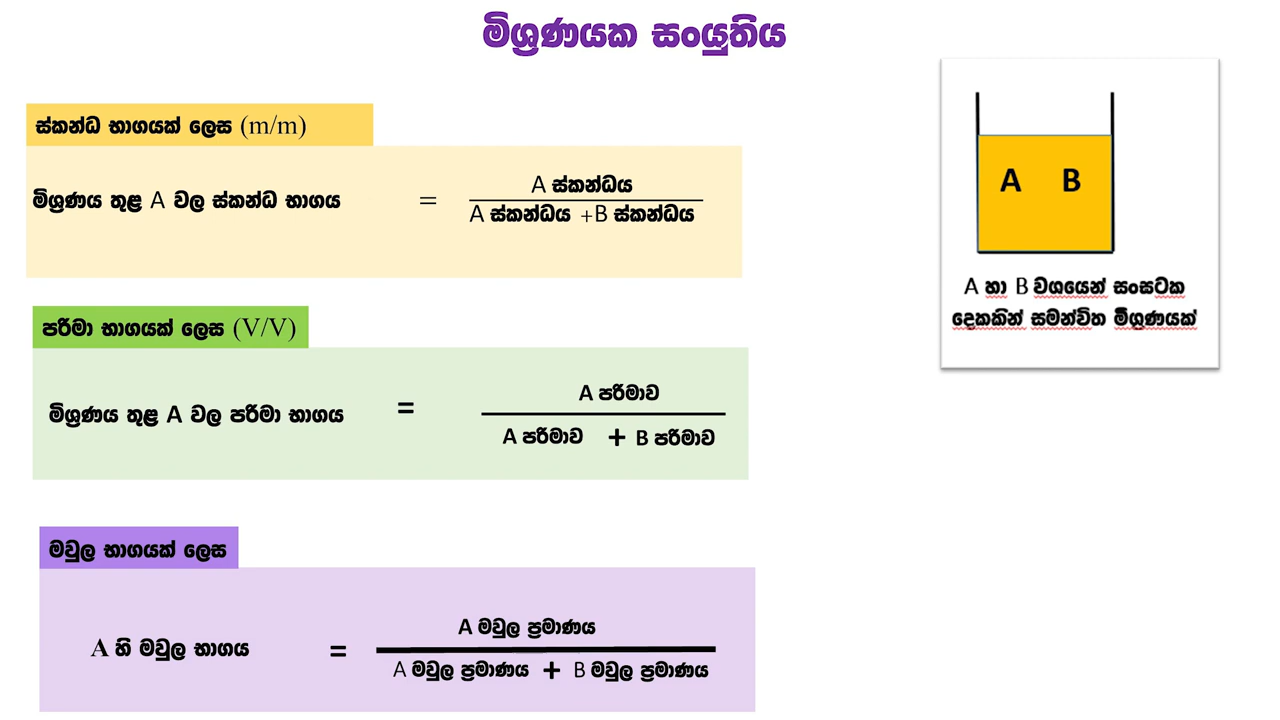 මිශ්‍රණයක සංයුතිය
ස්කන්ධ භාගයක් ලෙස (m/m)
මිශ්‍රණය තුළ A වල ස්කන්ධ භාගය = A ස්කන්ධය
A ස්කන්ධය +B ස්කන්ධය
පරිමා භාගයක් ලෙස (V/V)
මිශ්‍රණය තුළ A වල පරිමා භාගය = A පරිමාව
A පරිමාව + B පරිමාව
මවුල භාගයක් ලෙස
A හි මවුල භාගය = A මවුල ප්‍රමාණය
A මවුල ප්‍රමාණය + B මවුල ප්‍රමාණය
A B
A හා B වශයෙන් සංඝටක
දෙකකින් සමන්විත මිශ්‍රණයක්